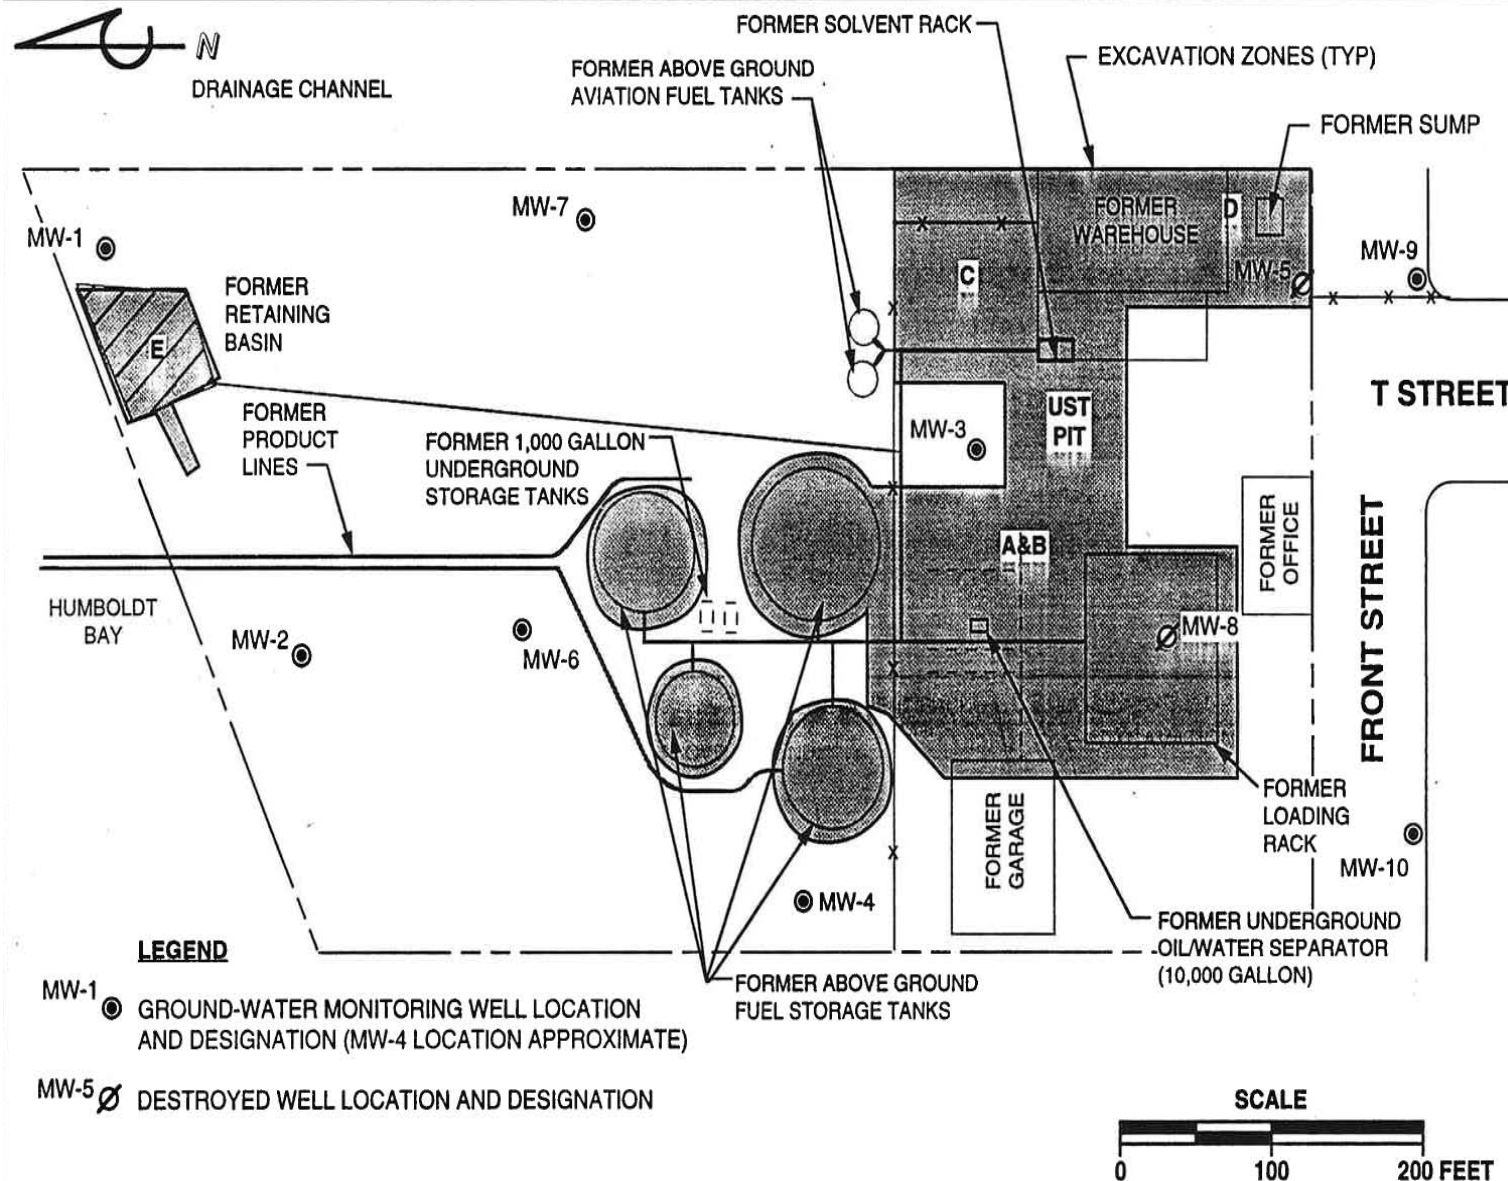 N
DRAINAGE CHANNEL
FORMER SOLVENT RACK
FORMER ABOVE GROUND
AVIATION FUEL TANKS
EXCAVATION ZONES (TYP)
FORMER SUMP
MW-7
MW-1
FORMER
WAREHOUSE
D
MW-5
MW-9
C
FORMER
RETAINING
BASIN
E
T STREET
FORMER
PRODUCT
LINES
FORMER 1,000 GALLON
UNDERGROUND
STORAGE TANKS
MW-3
UST
PIT
A&B
FORMER
OFFICE
FRONT STREET
HUMBOLDT
BAY
MW-2
MW-6
MW-8
FORMER
LOADING
RACK
FORMER
GARAGE
MW-10
MW-4
FORMER UNDERGROUND
OIL/WATER SEPARATOR
(10,000 GALLON)
FORMER ABOVE GROUND
FUEL STORAGE TANKS
LEGEND
MW-1
GROUND-WATER MONITORING WELL LOCATION
AND DESIGNATION (MW-4 LOCATION APPROXIMATE)
MW-5
DESTROYED WELL LOCATION AND DESIGNATION
SCALE
0 100 200 FEET